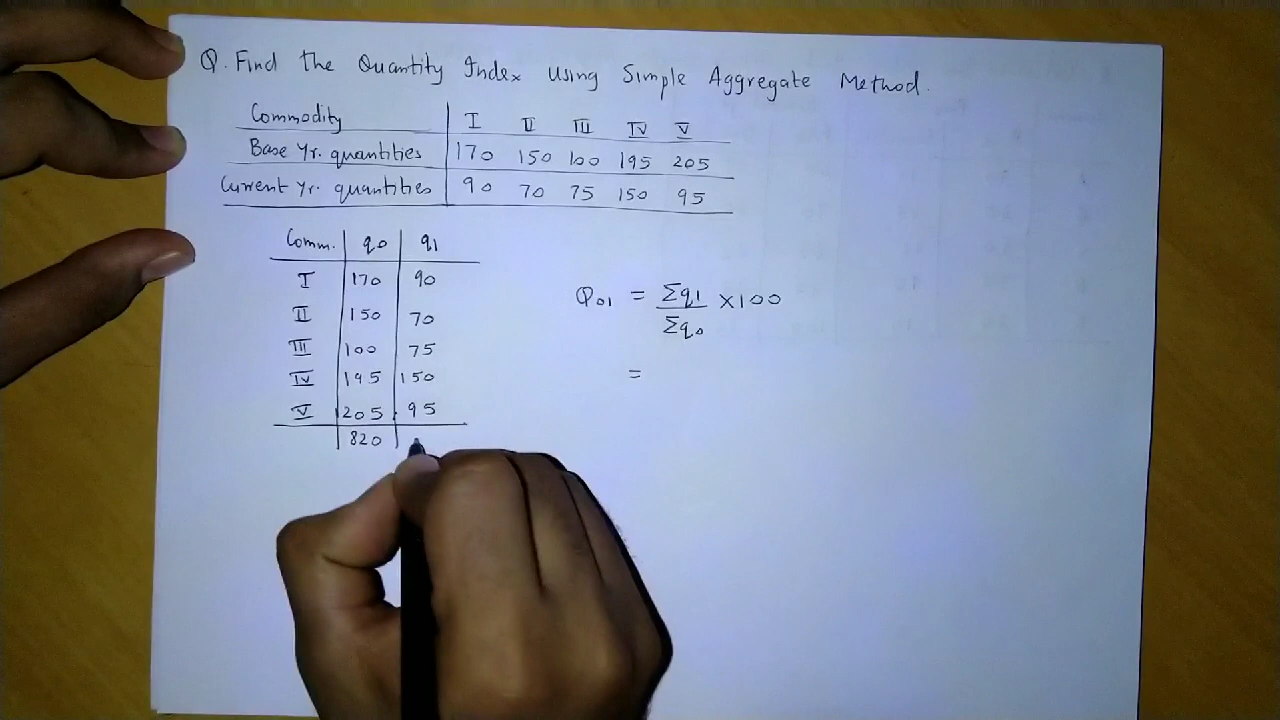 Q. Find the Quantity Index using Simple Aggregate Method.
Commodity I II III IV V
Base Yr. quantities 170 150 100 195 205
Current Yr. quantities 90 70 75 150 95
Comm. q0 q1
I 170 90
II 150 70
III 100 75
IV 195 150
V 205 95
820
Q01 = Σq1 / Σq0 ×100
=